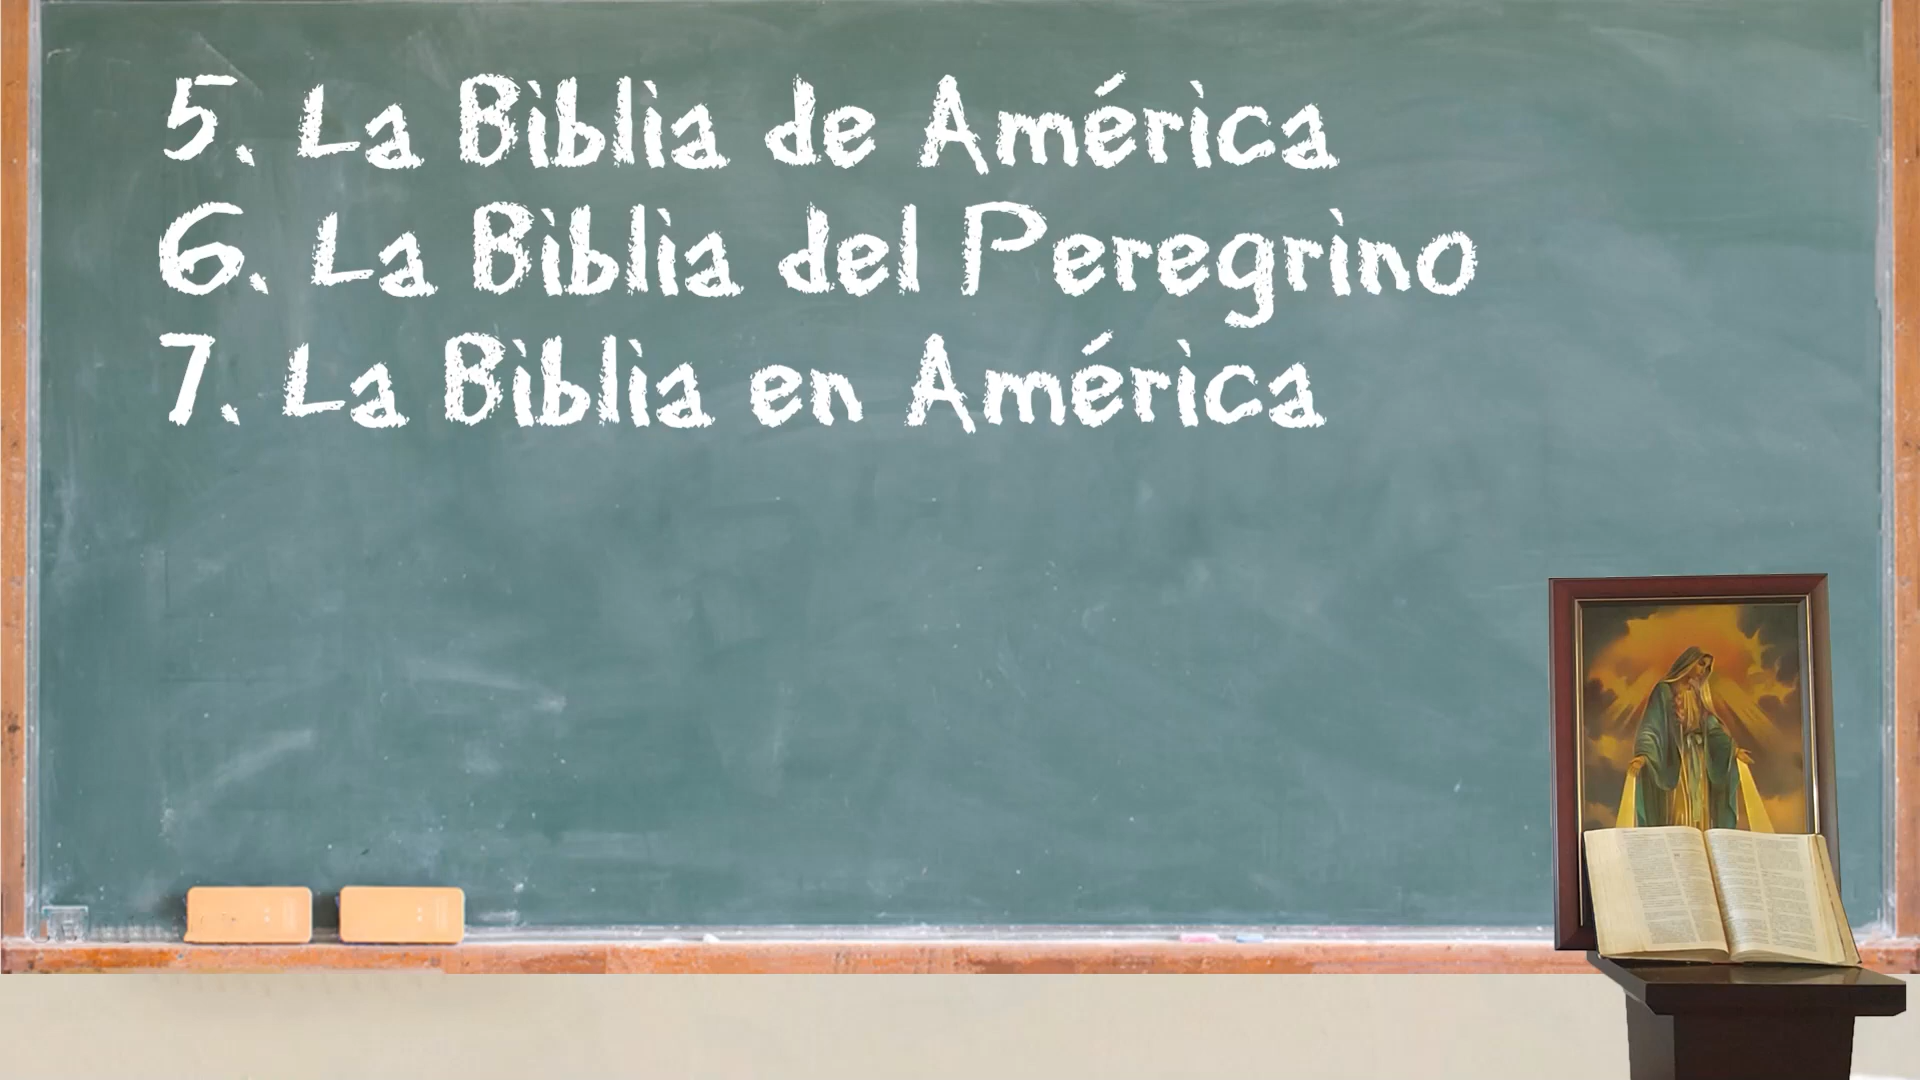 5. La Biblia de América
6. La Biblia del Peregrino
7. La Biblia en América